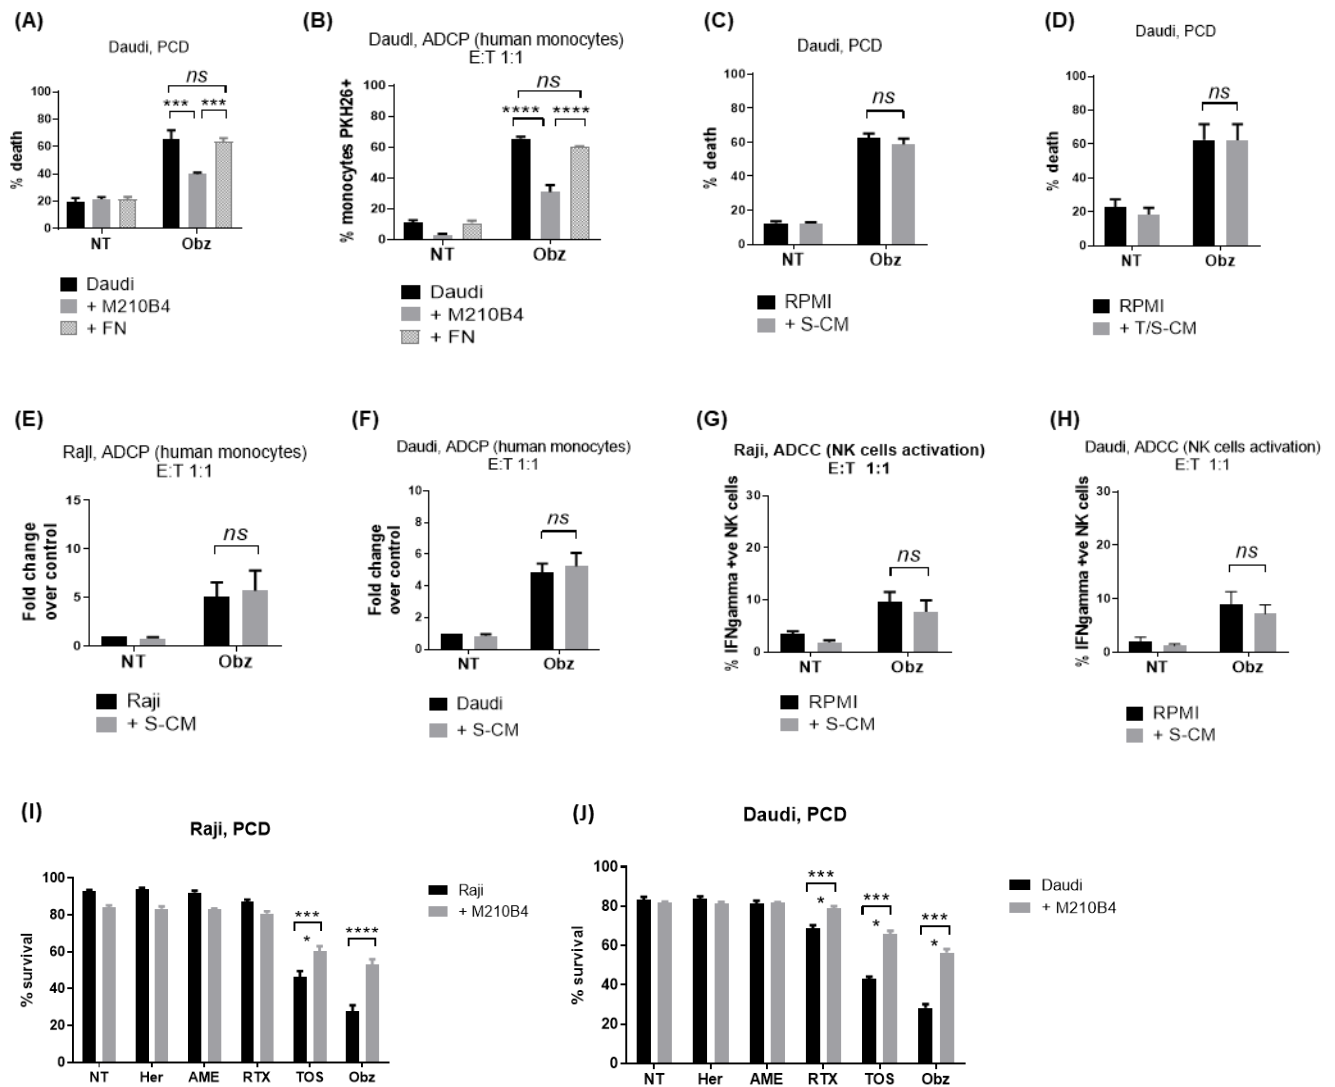 (A)
Daudi, PCD
% death
100
80
60
40
20
0
ns
*** ***
NT Obz
Daudi
+ M210B4
+ FN
(B)
Daudl, ADCP (human monocytes)
E:T 1:1
% monocytes PKH26+
100
80
60
40
20
0
ns
**** ****
NT Obz
Daudi
+ M210B4
+ FN
(C)
Daudi, PCD
% death
100
80
60
40
20
0
ns
NT Obz
RPMI
+ S-CM
(D)
Daudi, PCD
% death
100
80
60
40
20
0
ns
NT Obz
RPMI
+ T/S-CM
(E)
RajI, ADCP (human monocytes)
E:T 1:1
Fold change
over control
15
10
5
0
ns
NT Obz
Raji
+ S-CM
(F)
Daudi, ADCP (human monocytes)
E:T 1:1
Fold change
over control
10
8
6
4
2
0
ns
NT Obz
Daudi
+ S-CM
(G)
Raji, ADCC (NK cells activation)
E:T 1:1
% IFNgamma +ve NK cells
30
20
10
0
ns
NT Obz
RPMI
+ S-CM
(H)
Daudi, ADCC (NK cells activation)
E:T 1:1
% IFNgamma +ve NK cells
30
20
10
0
ns
NT Obz
RPMI
+ S-CM
(I)
Raji, PCD
% survival
100
80
60
40
20
0
*** ****
*
NT Her AME RTX TOS Obz
Raji
+ M210B4
(J)
Daudi, PCD
% survival
100
80
60
40
20
0
*** *** ***
* * *
NT Her AME RTX TOS Obz
Daudi
+ M210B4